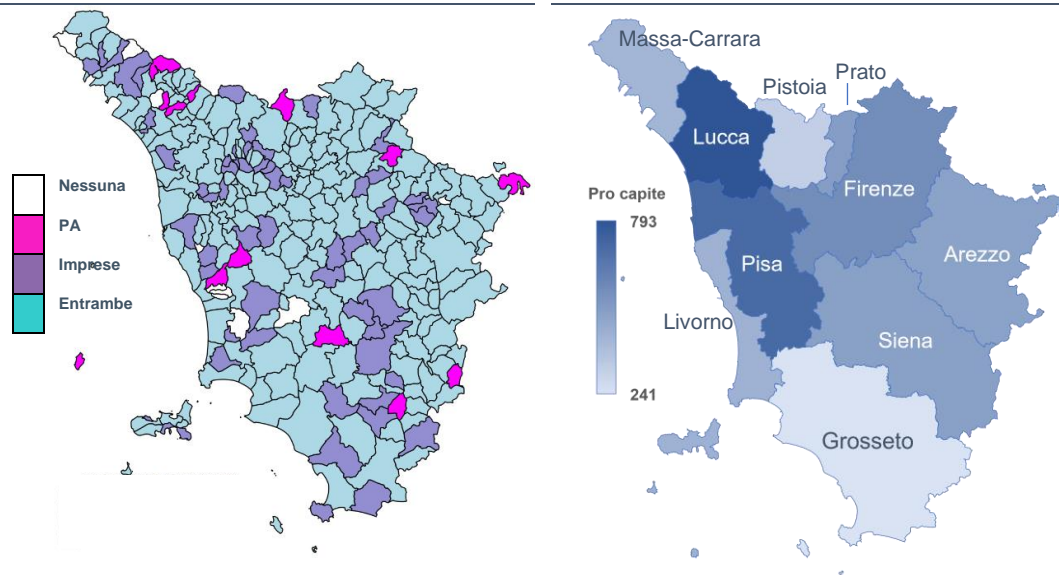 Nessuna
PA
Imprese
Entrambe
Massa-Carrara
Prato
Pistoia
Lucca
Firenze
Pro capite
793
Arezzo
Pisa
Livorno
Siena
241
Grosseto